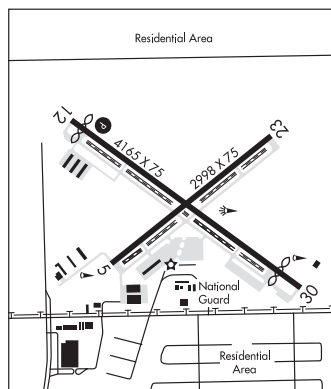 Residential Area
12
P
4165 X 75
2998 X 75
23
5
30
National
Guard
Residential
Area